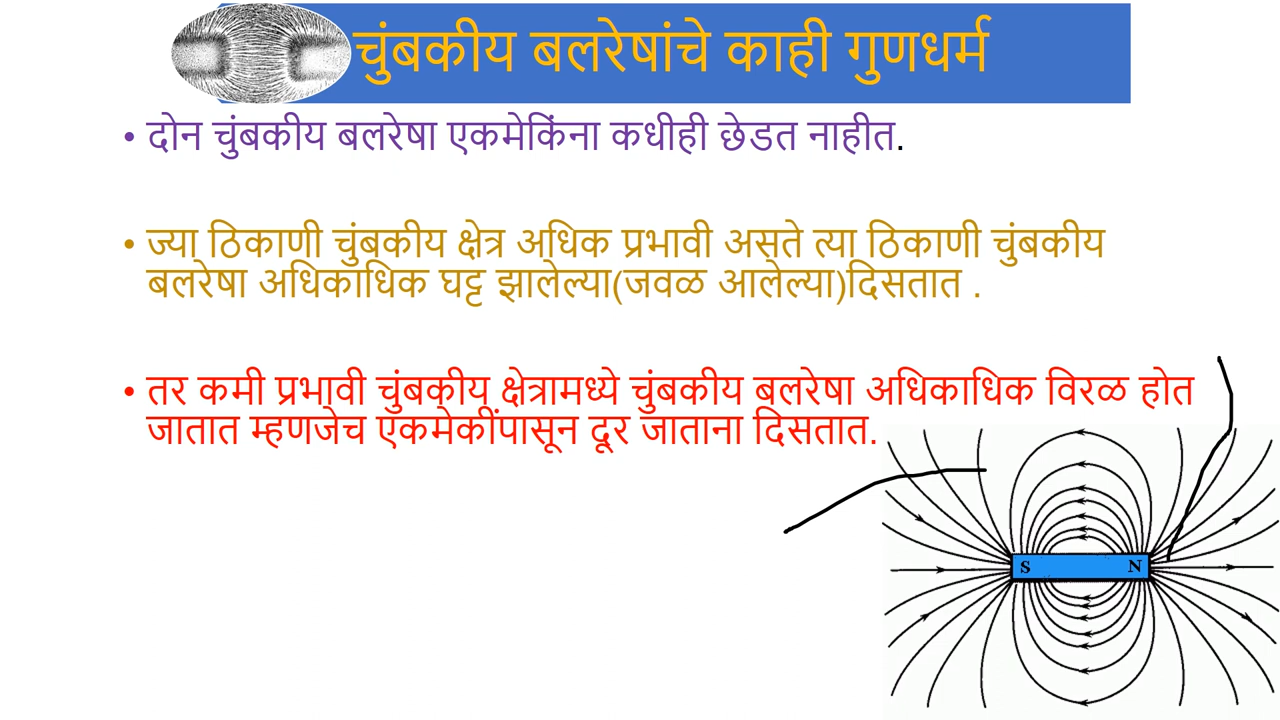 चुंबकीय बलरेषांचे काही गुणधर्म
• दोन चुंबकीय बलरेषा एकमेकिंना कधीही छेडत नाहीत.
• ज्या ठिकाणी चुंबकीय क्षेत्र अधिक प्रभावी असते त्या ठिकाणी चुंबकीय
बलरेषा अधिकाधिक घट्ट झालेल्या(जवळ आलेल्या)दिसतात .
• तर कमी प्रभावी चुंबकीय क्षेत्रामध्ये चुंबकीय बलरेषा अधिकाधिक विरळ होत
जातात म्हणजेच एकमेकींपासून दूर जाताना दिसतात.
S N